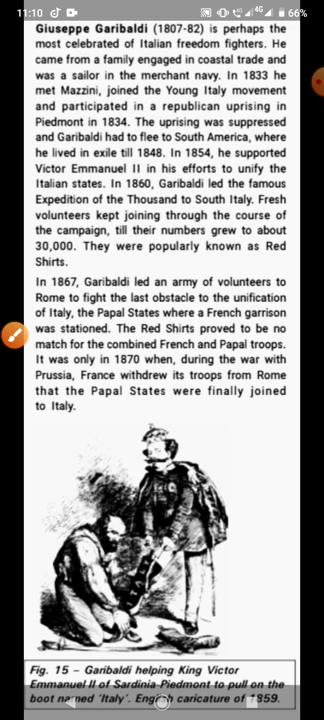 11:10
4G
66%
Giuseppe Garibaldi (1807-82) is perhaps the
most celebrated of Italian freedom fighters. He
came from a family engaged in coastal trade and
was a sailor in the merchant navy. In 1833 he
met Mazzini, joined the Young Italy movement
and participated in a republican uprising in
Piedmont in 1834. The uprising was suppressed
and Garibaldi had to flee to South America, where
he lived in exile till 1848. In 1854, he supported
Victor Emmanuel II in his efforts to unify the
Italian states. In 1860, Garibaldi led the famous
Expedition of the Thousand to South Italy. Fresh
volunteers kept joining through the course of
the campaign, till their numbers grew to about
30,000. They were popularly known as Red
Shirts.
In 1867, Garibaldi led an army of volunteers to
Rome to fight the last obstacle to the unification
of Italy, the Papal States where a French garrison
was stationed. The Red Shirts proved to be no
match for the combined French and Papal troops.
It was only in 1870 when, during the war with
Prussia, France withdrew its troops from Rome
that the Papal States were finally joined
to Italy.
Fig. 15 – Garibaldi helping King Victor
Emmanuel II of Sardinia-Piedmont to pull on the
boot named 'Italy'. English caricature of 1859.